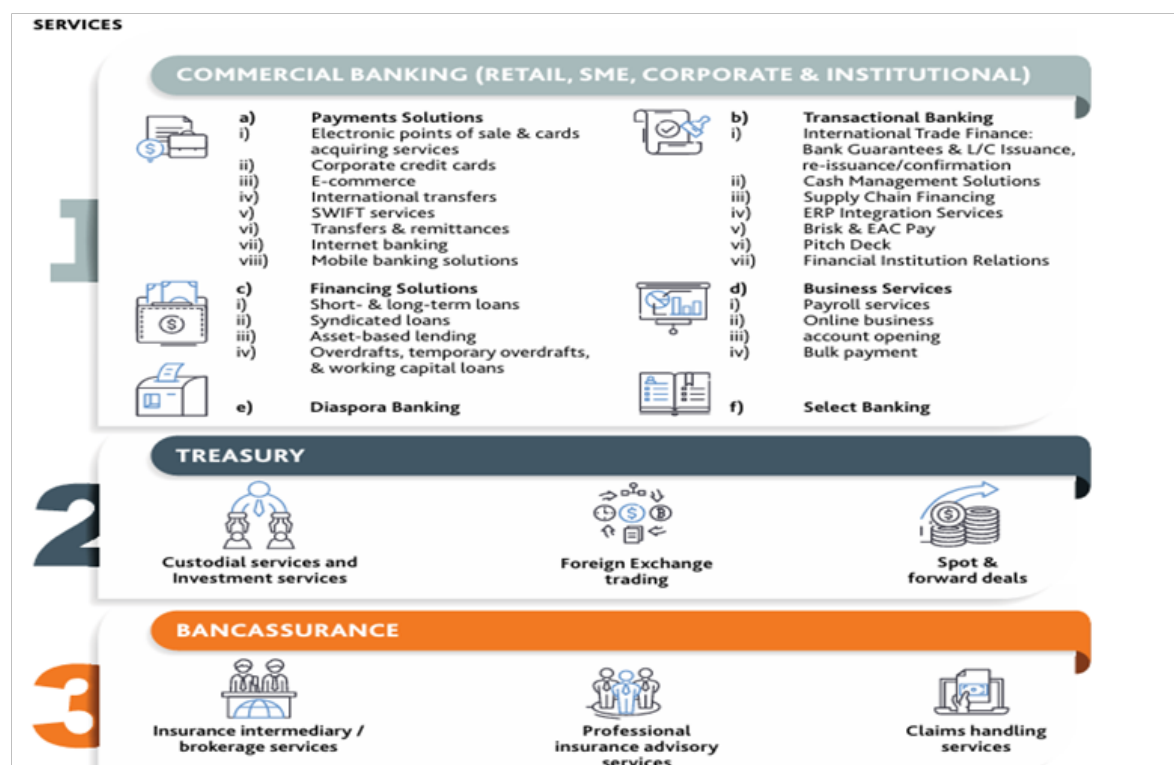 SERVICES
1
COMMERCIAL BANKING (RETAIL, SME, CORPORATE & INSTITUTIONAL)
a) Payments Solutions
i) Electronic points of sale & cards
acquiring services
ii) Corporate credit cards
iii) E-commerce
iv) International transfers
v) SWIFT services
vi) Transfers & remittances
vii) Internet banking
viii) Mobile banking solutions
b) Transactional Banking
i) International Trade Finance:
Bank Guarantees & L/C Issuance,
re-issuance/confirmation
ii) Cash Management Solutions
iii) Supply Chain Financing
iv) ERP Integration Services
v) Brisk & EAC Pay
vi) Pitch Deck
vii) Financial Institution Relations
c) Financing Solutions
i) Short- & long-term loans
ii) Syndicated loans
iii) Asset-based lending
iv) Overdrafts, temporary overdrafts,
& working capital loans
d) Business Services
i) Payroll services
ii) Online business
iii) account opening
iv) Bulk payment
e) Diaspora Banking
f) Select Banking
2
TREASURY
Custodial services and
Investment services
Foreign Exchange
trading
Spot &
forward deals
3
BANCASSURANCE
Insurance intermediary /
brokerage services
Professional
insurance advisory
services
Claims handling
services